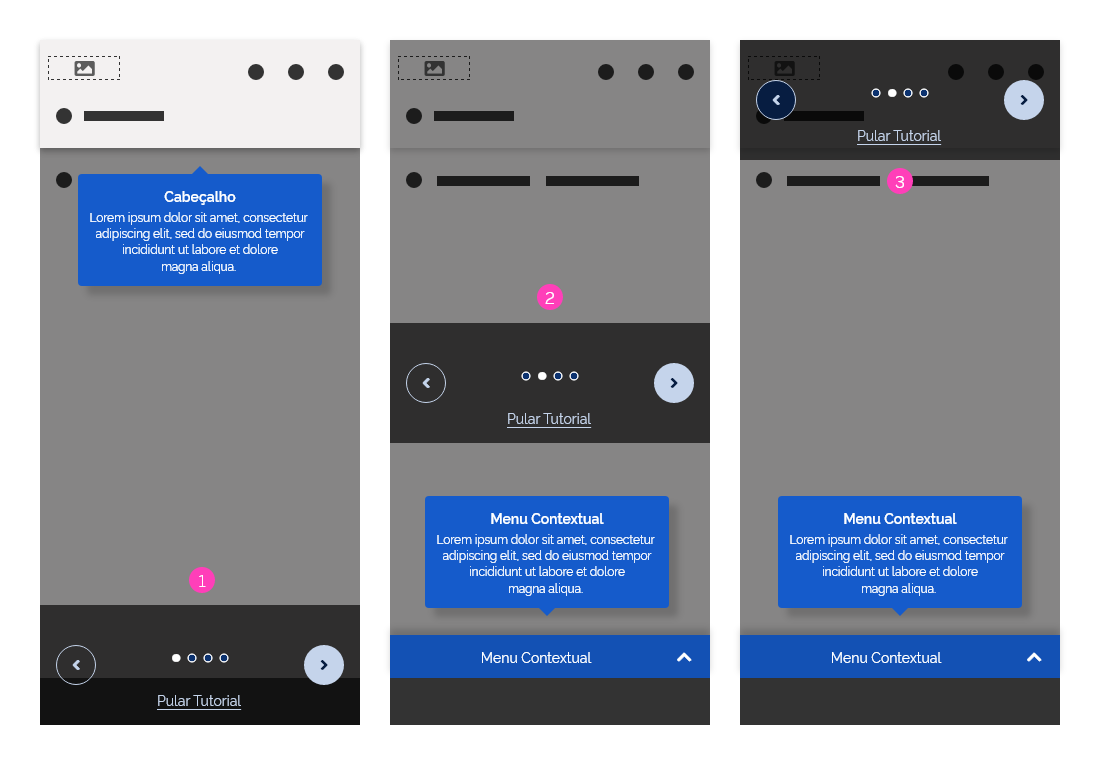 Cabeçalho
Lorem ipsum dolor sit amet, consectetur
adipiscing elit, sed do eiusmod tempor
incididunt ut labore et dolore
magna aliqua.
1
Pular Tutorial
2
Pular Tutorial
Menu Contextual
Lorem ipsum dolor sit amet, consectetur
adipiscing elit, sed do eiusmod tempor
incididunt ut labore et dolore
magna aliqua.
Menu Contextual
Pular Tutorial
3
Menu Contextual
Lorem ipsum dolor sit amet, consectetur
adipiscing elit, sed do eiusmod tempor
incididunt ut labore et dolore
magna aliqua.
Menu Contextual